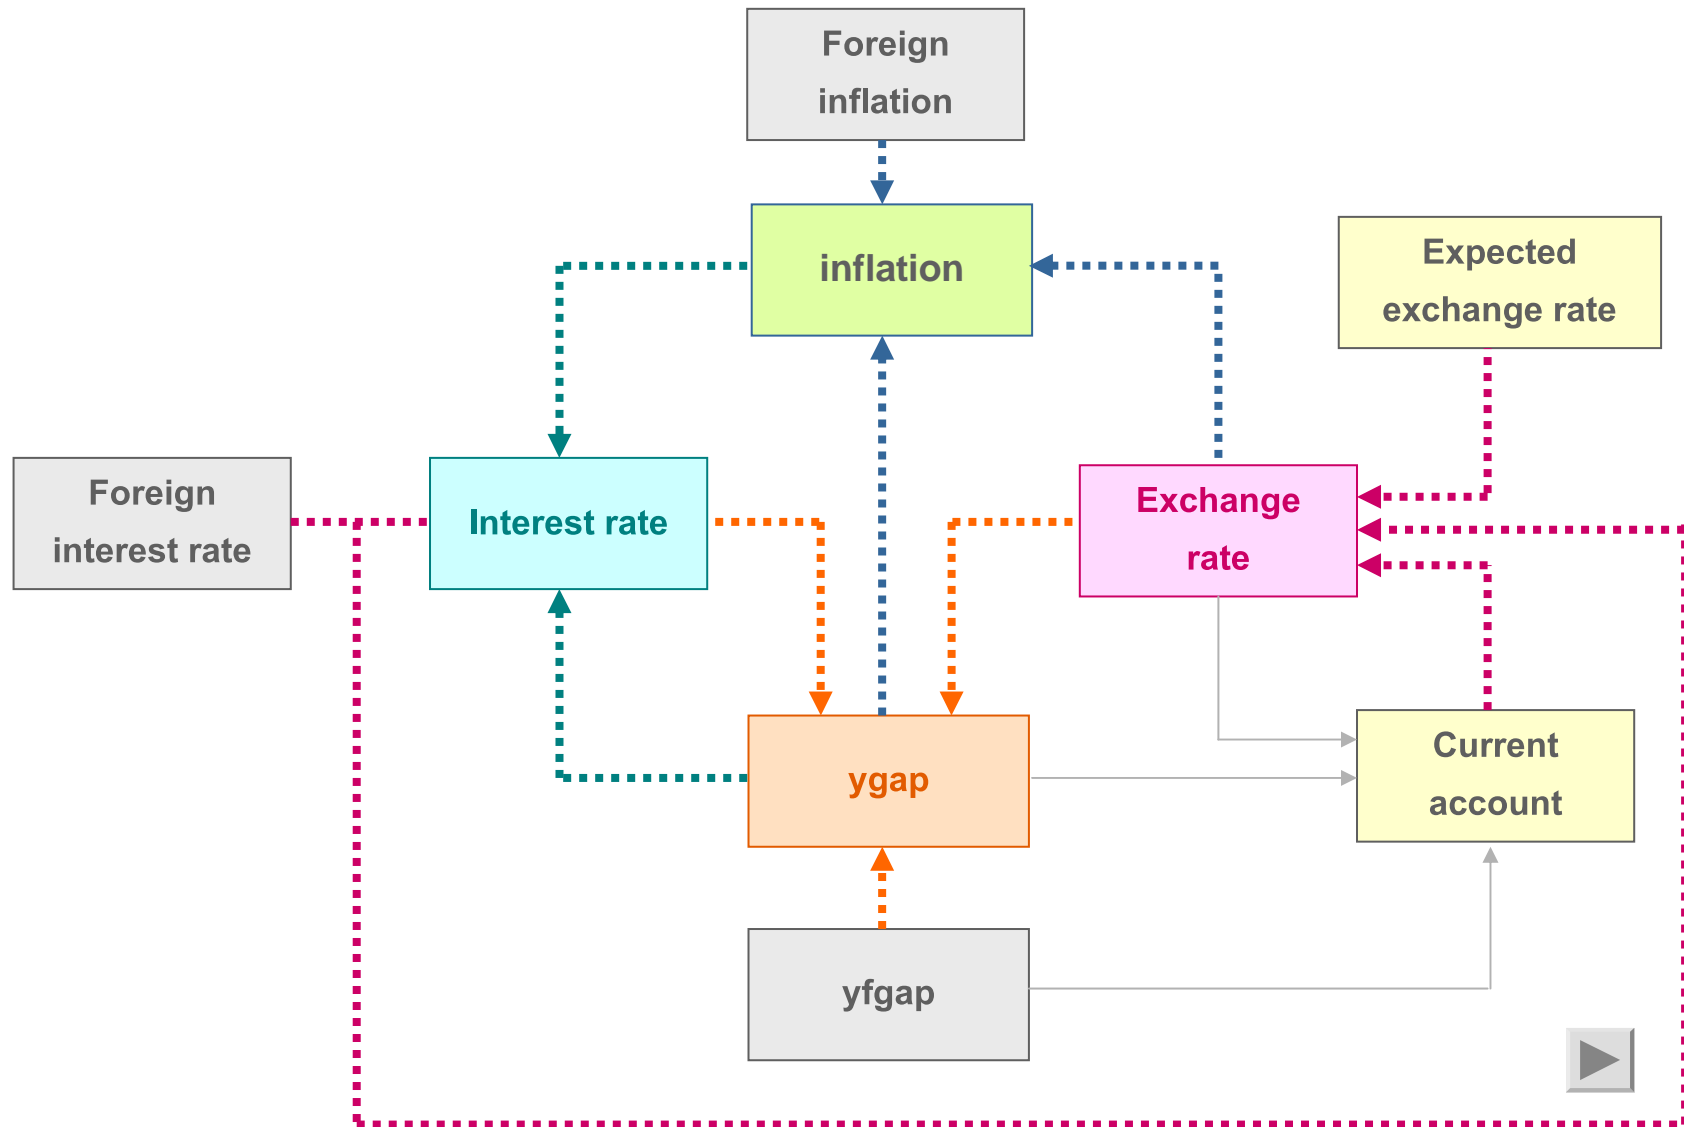 Foreign
inflation
inflation
Expected
exchange rate
Foreign
interest rate
Interest rate
Exchange
rate
ygap
Current
account
yfgap